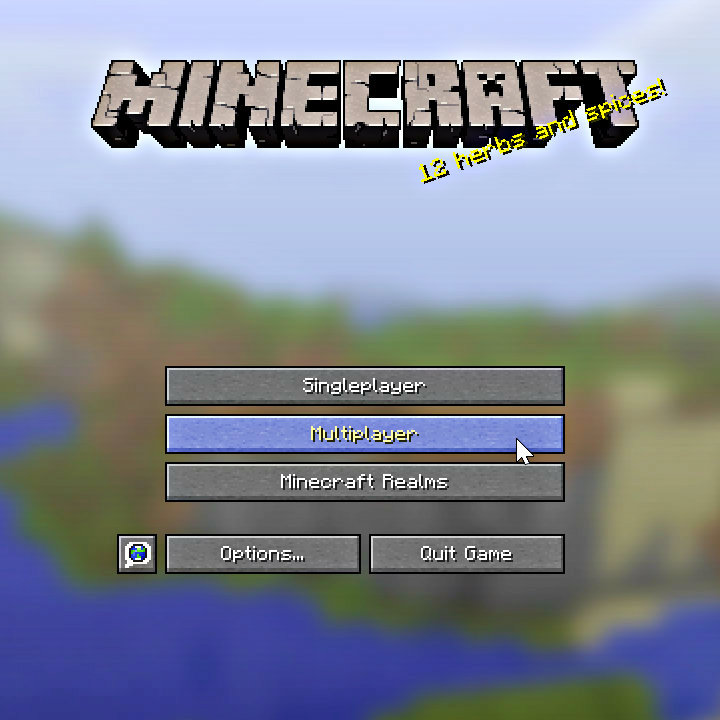 MINECRAFT
12 herbs and spices!
Singleplayer
Multiplayer
Minecraft Realms
Options...
Quit Game